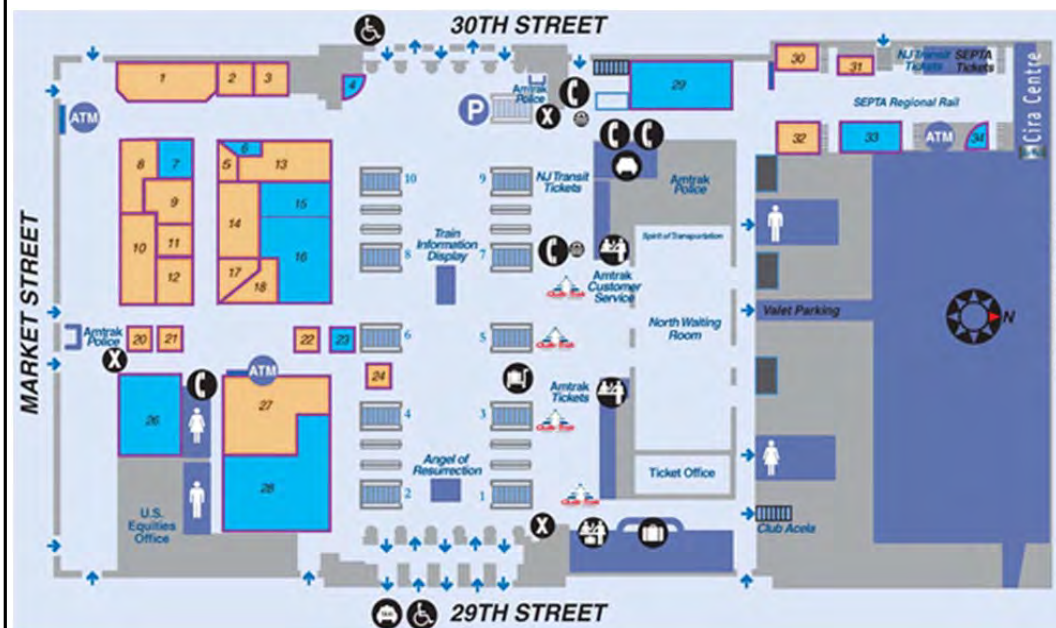 30TH STREET
1
2
3
4
P
Amtrak
Police
X
29
30
31
NJ Transit
Tickets
SEPTA
Tickets
SEPTA Regional Rail
Cira Centre
ATM
32
33
ATM
34
8
7
5
6
13
10
9
NJ Transit
Tickets
Amtrak
Police
9
14
15
10
11
16
Train
Information
Display
8
7
Spirit of Transportation
12
17
18
Amtrak
Customer
Service
MARKET STREET
Valet Parking
N
Amtrak
Police
X
20
21
22
23
6
5
North Waiting
Room
ATM
24
Amtrak
Tickets
26
27
4
3
28
Angel of
Resurrection
2
1
Ticket Office
U.S.
Equities
Office
X
Club Acela
29TH STREET